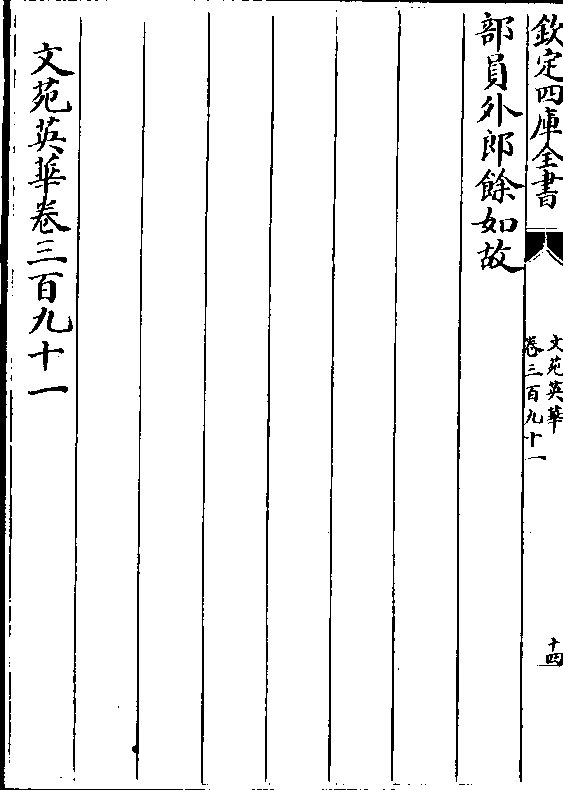 欽定四庫全書
文苑英華
卷三百九十一
十四
部員外郎餘如故
文苑英華卷三百九十一